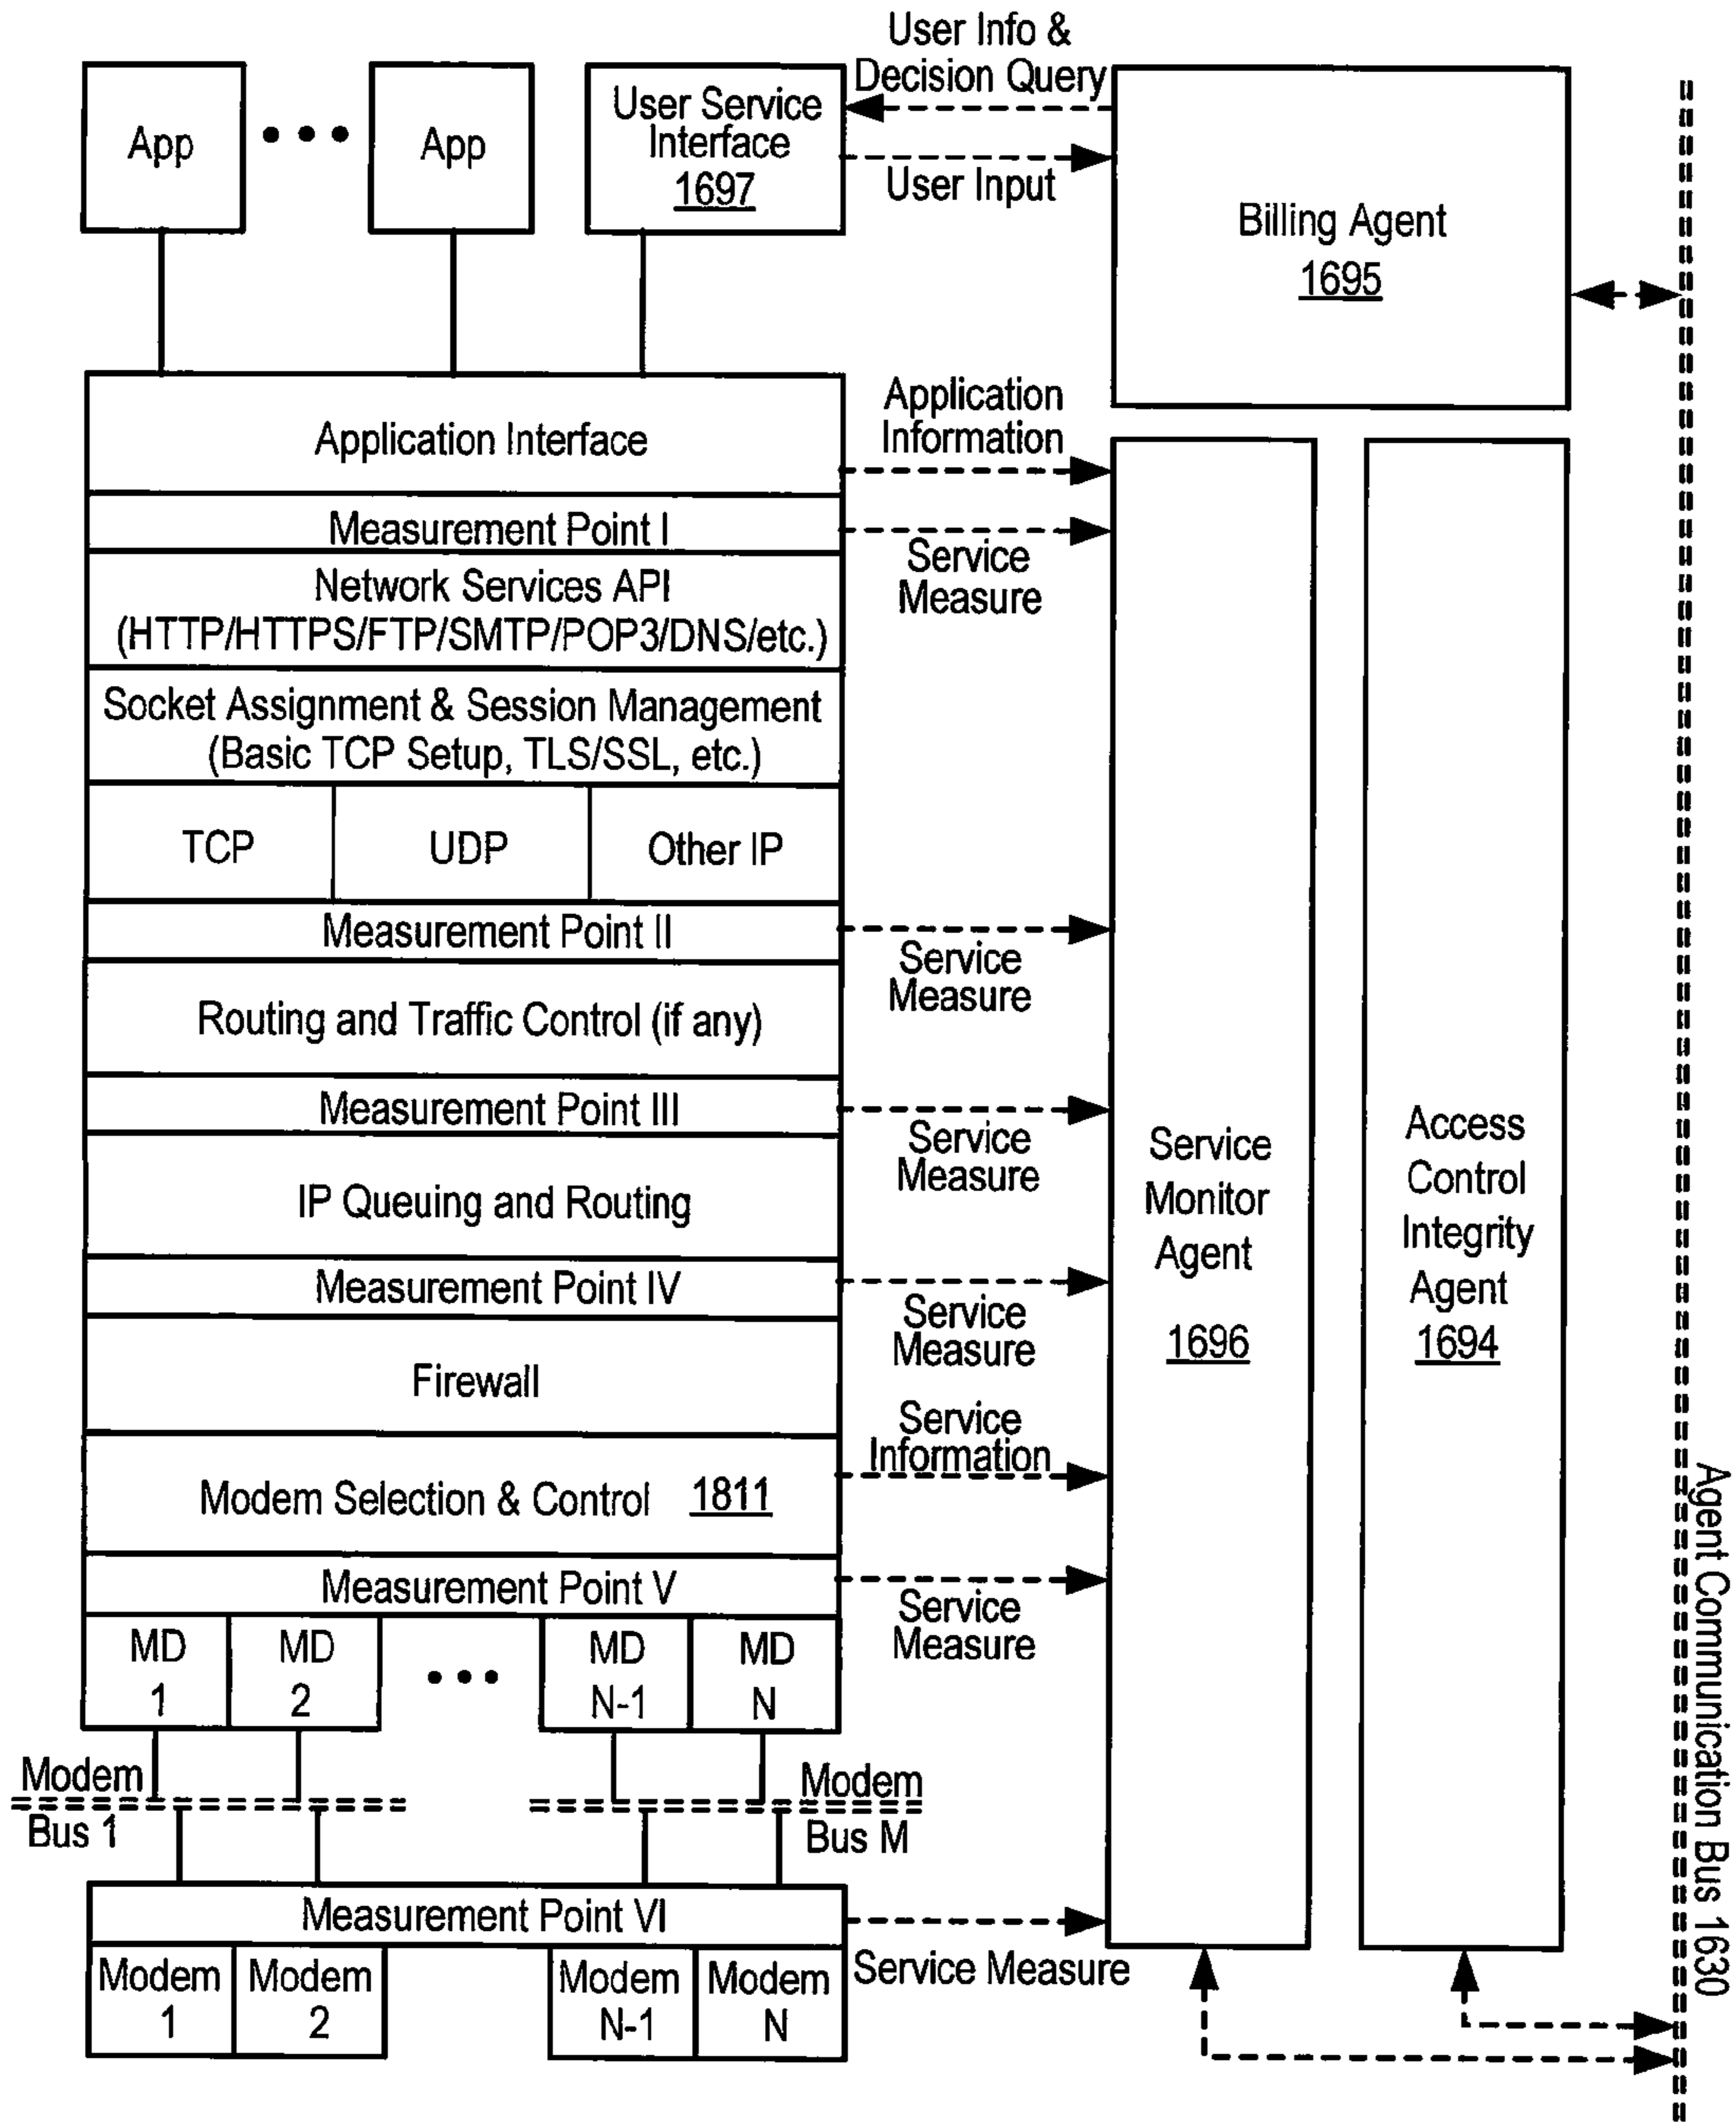 User Info &
Decision Query
App
App
User Service
Interface
1697
User Input
Billing Agent
1695
Application Interface
Application
Information
Measurement Point I
Service
Measure
Network Services API
(HTTP/HTTPS/FTP/SMTP/POP3/DNS/etc.)
Socket Assignment & Session Management
(Basic TCP Setup, TLS/SSL, etc.)
TCP
UDP
Other IP
Measurement Point II
Service
Measure
Routing and Traffic Control (if any)
Measurement Point III
Service
Measure
IP Queuing and Routing
Measurement Point IV
Service
Measure
Firewall
Service
Information
Modem Selection & Control 1811
Measurement Point V
Service
Measure
MD
1
MD
2
MD
N-1
MD
N
Modem
Bus 1
Modem
Bus M
Measurement Point VI
Service Measure
Modem
1
Modem
2
Modem
N-1
Modem
N
Service
Monitor
Agent
1696
Access
Control
Integrity
Agent
1694
Agent Communication Bus 1630